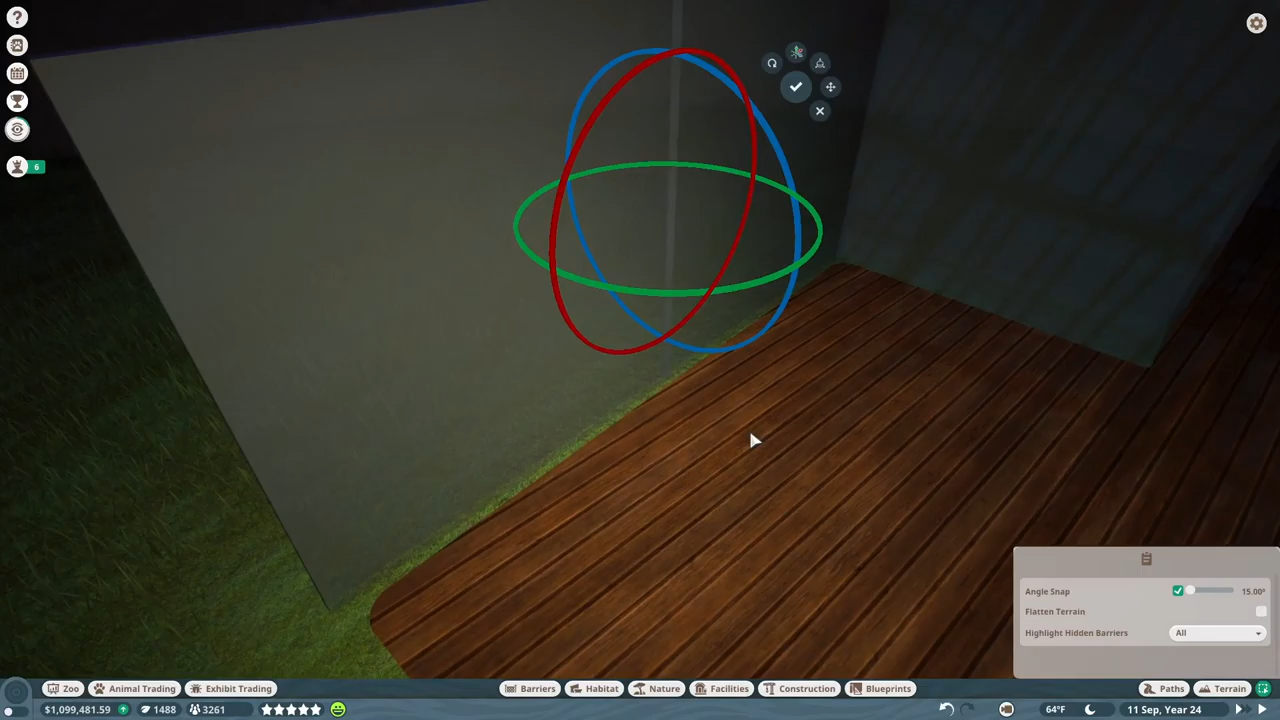 ?
6
Angle Snap 15.00°
Flatten Terrain
Highlight Hidden Barriers All
Zoo Animal Trading Exhibit Trading Barriers Habitat Nature Facilities Construction Blueprints Paths Terrain
$1,099,481.59 1488 3261 64°F 11 Sep, Year 24